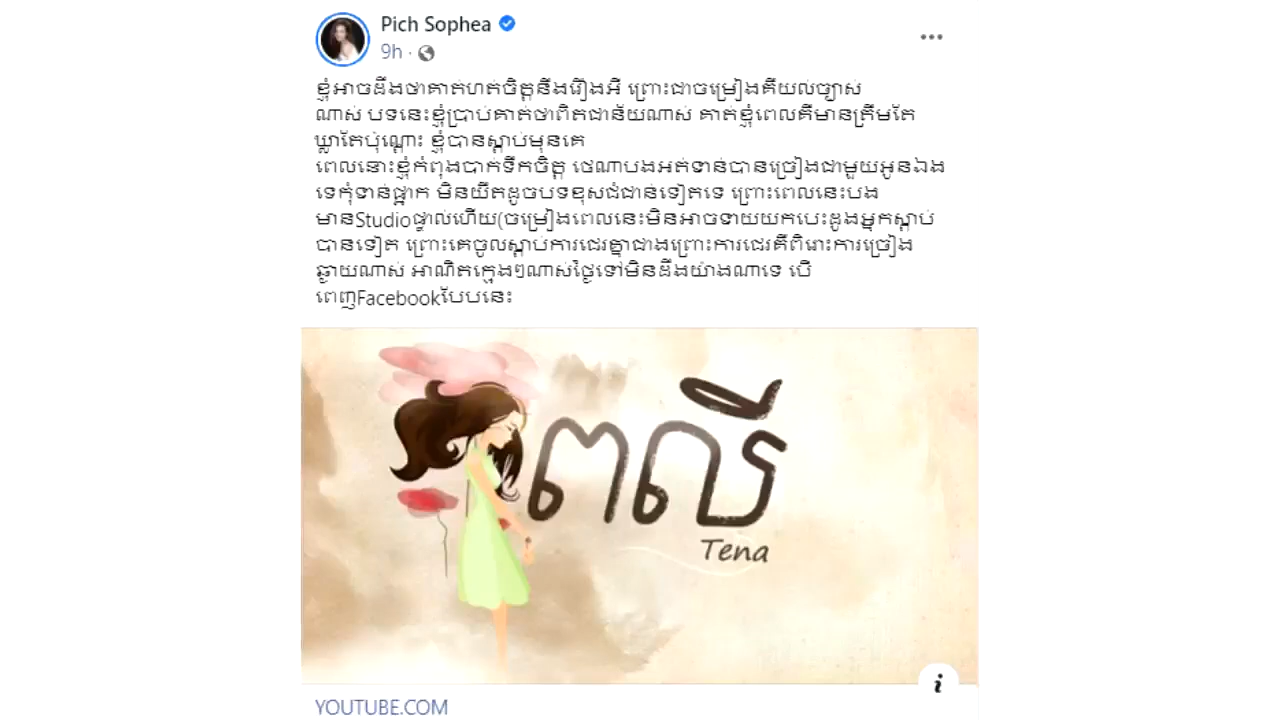 Pich Sophea
9h ·
ខ្ញុំអាចដឹងថាគាត់ហត់ចិត្តនឹងរឿងអី ព្រោះជាចម្រៀងគឺយល់ច្បាស់
ណាស់ បទនេះខ្ញុំប្រាប់គាត់ថាពិតជាន័យណាស់ គាត់ខ្ញុំពេលគឺមានត្រឹមតែ
ឃ្លាតែប៉ុណ្ណោះ ខ្ញុំបានស្ដាប់មុនគេ
ពេលនោះខ្ញុំកំពុងបាក់ទឹកចិត្ត ថេណាបងអត់ទាន់បានច្រៀងជាមួយអូនឯង
ទេកុំទាន់ផ្អាក មិនយឺតដូចបទឌុសជំជាន់ទៀតទេ ព្រោះពេលនេះបង
មានStudioផ្ទាល់ហើយ(ចម្រៀងពេលនេះមិនអាចទាយយកបេះដូងអ្នកស្ដាប់
បានទៀត ព្រោះគេចូលស្ដាប់ការជេរគ្នាជាងព្រោះការជេរគឺពិរោះការច្រៀង
ឆ្ងាយណាស់ អាណិតក្មេងៗណាស់ថ្ងៃទៅមិនដឹងយ៉ាងណាទេ បើ
ពេញFacebookបែបនេះ
ពលី
Tena
YOUTUBE.COM